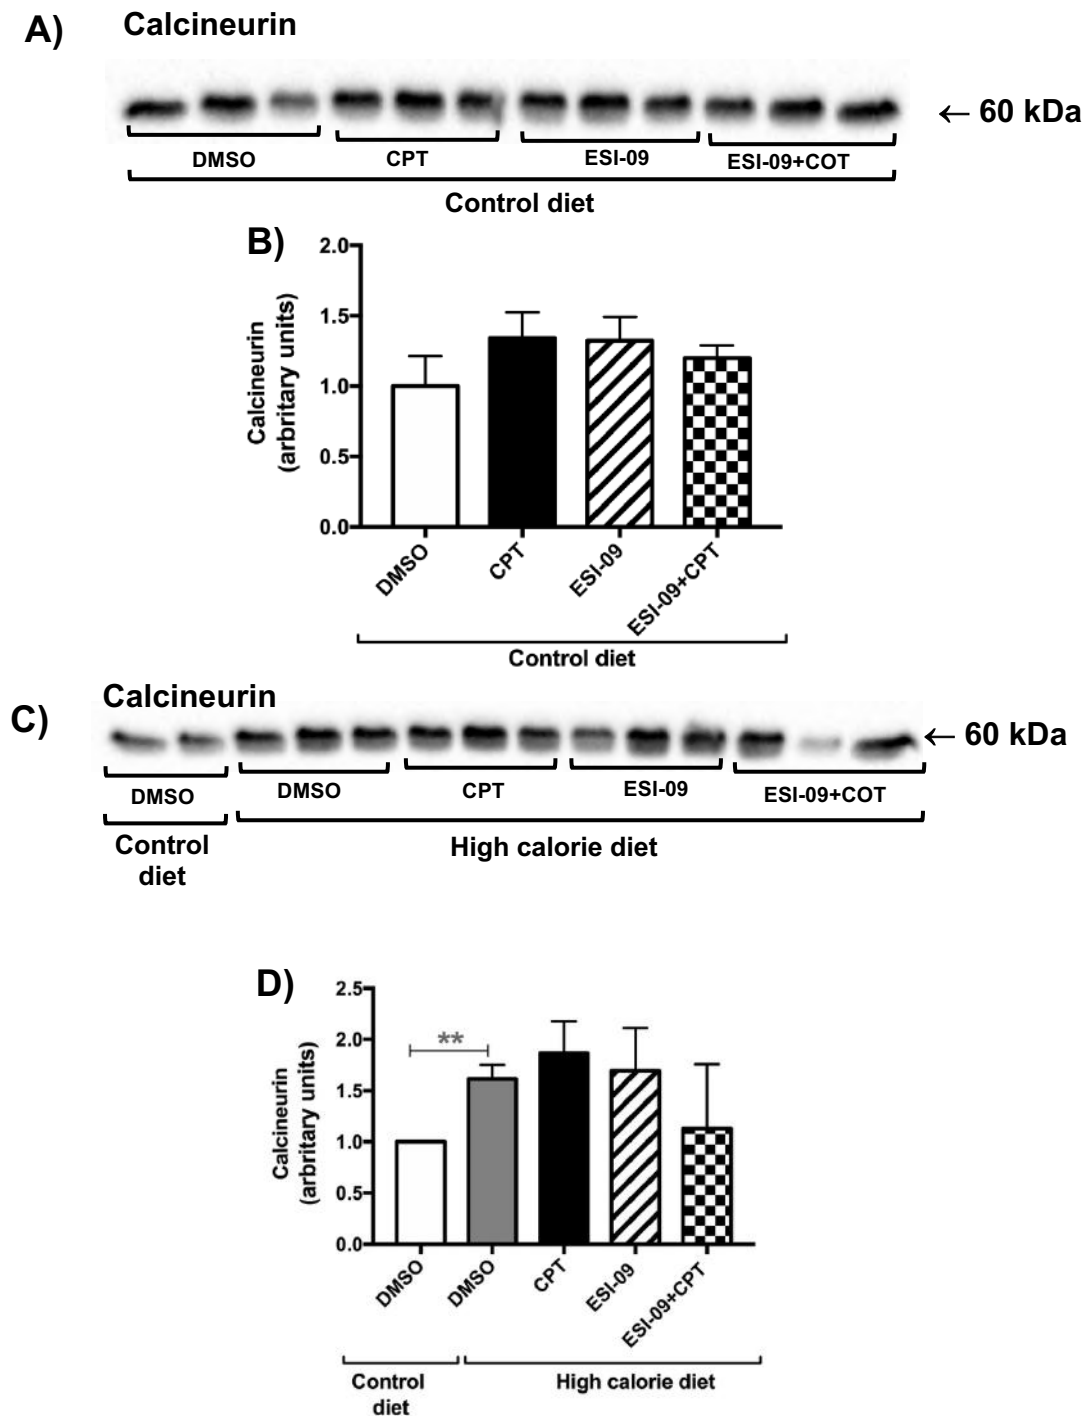 A)
Calcineurin
← 60 kDa
DMSO
CPT
ESI-09
ESI-09+COT
Control diet
B)
Calcineurin
(arbritary units)
2.0
1.5
1.0
0.5
0.0
DMSO
CPT
ESI-09
ESI-09+CPT
Control diet
C)
Calcineurin
← 60 kDa
DMSO
DMSO
CPT
ESI-09
ESI-09+COT
Control
diet
High calorie diet
D)
Calcineurin
(arbritary units)
2.5
2.0
1.5
1.0
0.5
0.0
**
DMSO
DMSO
CPT
ESI-09
ESI-09+CPT
Control
diet
High calorie diet